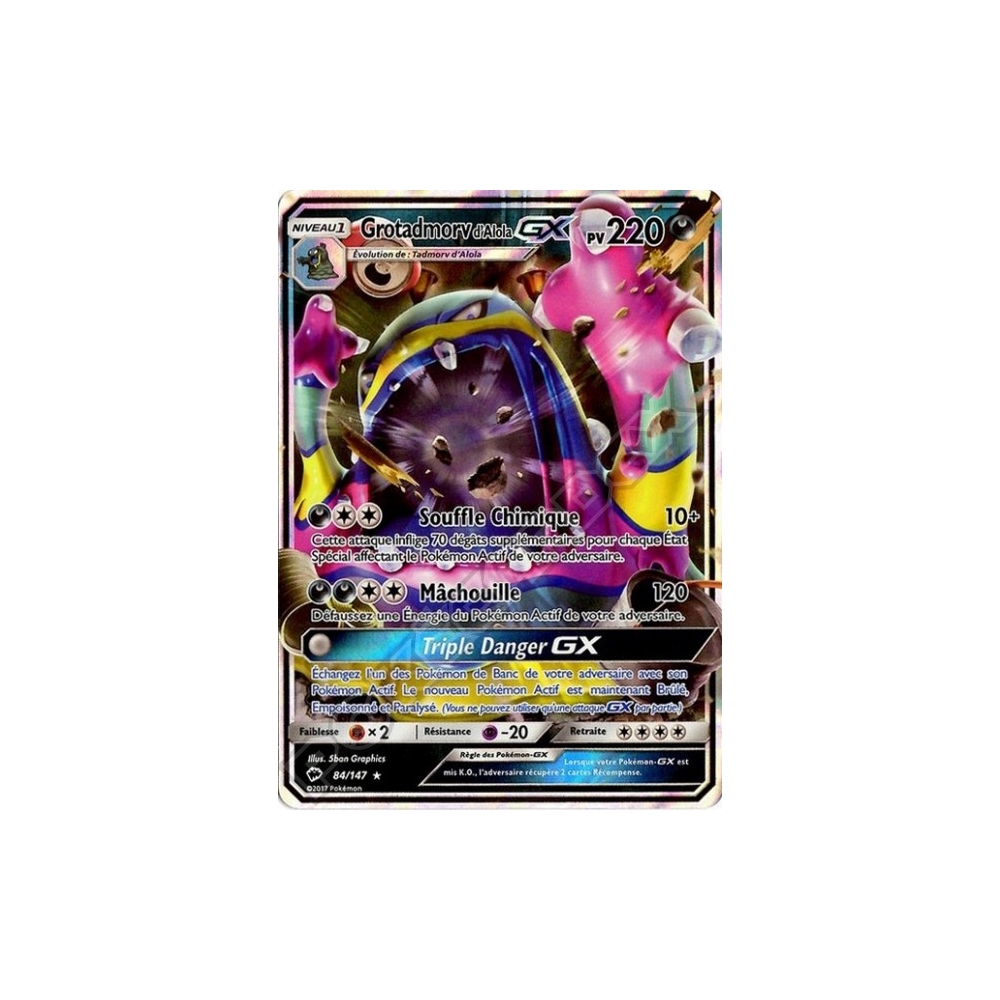 NIVEAU 1
Grotadmorv d'Alola GX PV 220
Évolution de : Tadmorv d'Alola
Souffle Chimique 10+
Cette attaque inflige 70 dégâts supplémentaires pour chaque État
Spécial affectant le Pokémon Actif de votre adversaire.
Mâchouille 120
Défaussez une Énergie du Pokémon Actif de votre adversaire.
Triple Danger GX
Échangez l'un des Pokémon de Banc de votre adversaire avec son
Pokémon Actif. Le nouveau Pokémon Actif est maintenant Brûlé,
Empoisonné et Paralysé. (Vous ne pouvez utiliser qu'une attaque GX par partie.)
Faiblesse ×2 Résistance -20 Retraite
Illus. 5ban Graphics
Règle des Pokémon-GX
Lorsque votre Pokémon-GX est
mis K.O., l'adversaire récupère 2 cartes Récompense.
84/147 ★
©2017 Pokémon